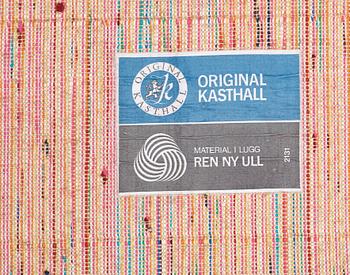 ORIGINAL
KASTHALL
ORIGINAL
KASTHALL
MATERIAL I LUGG
REN NY ULL
2131